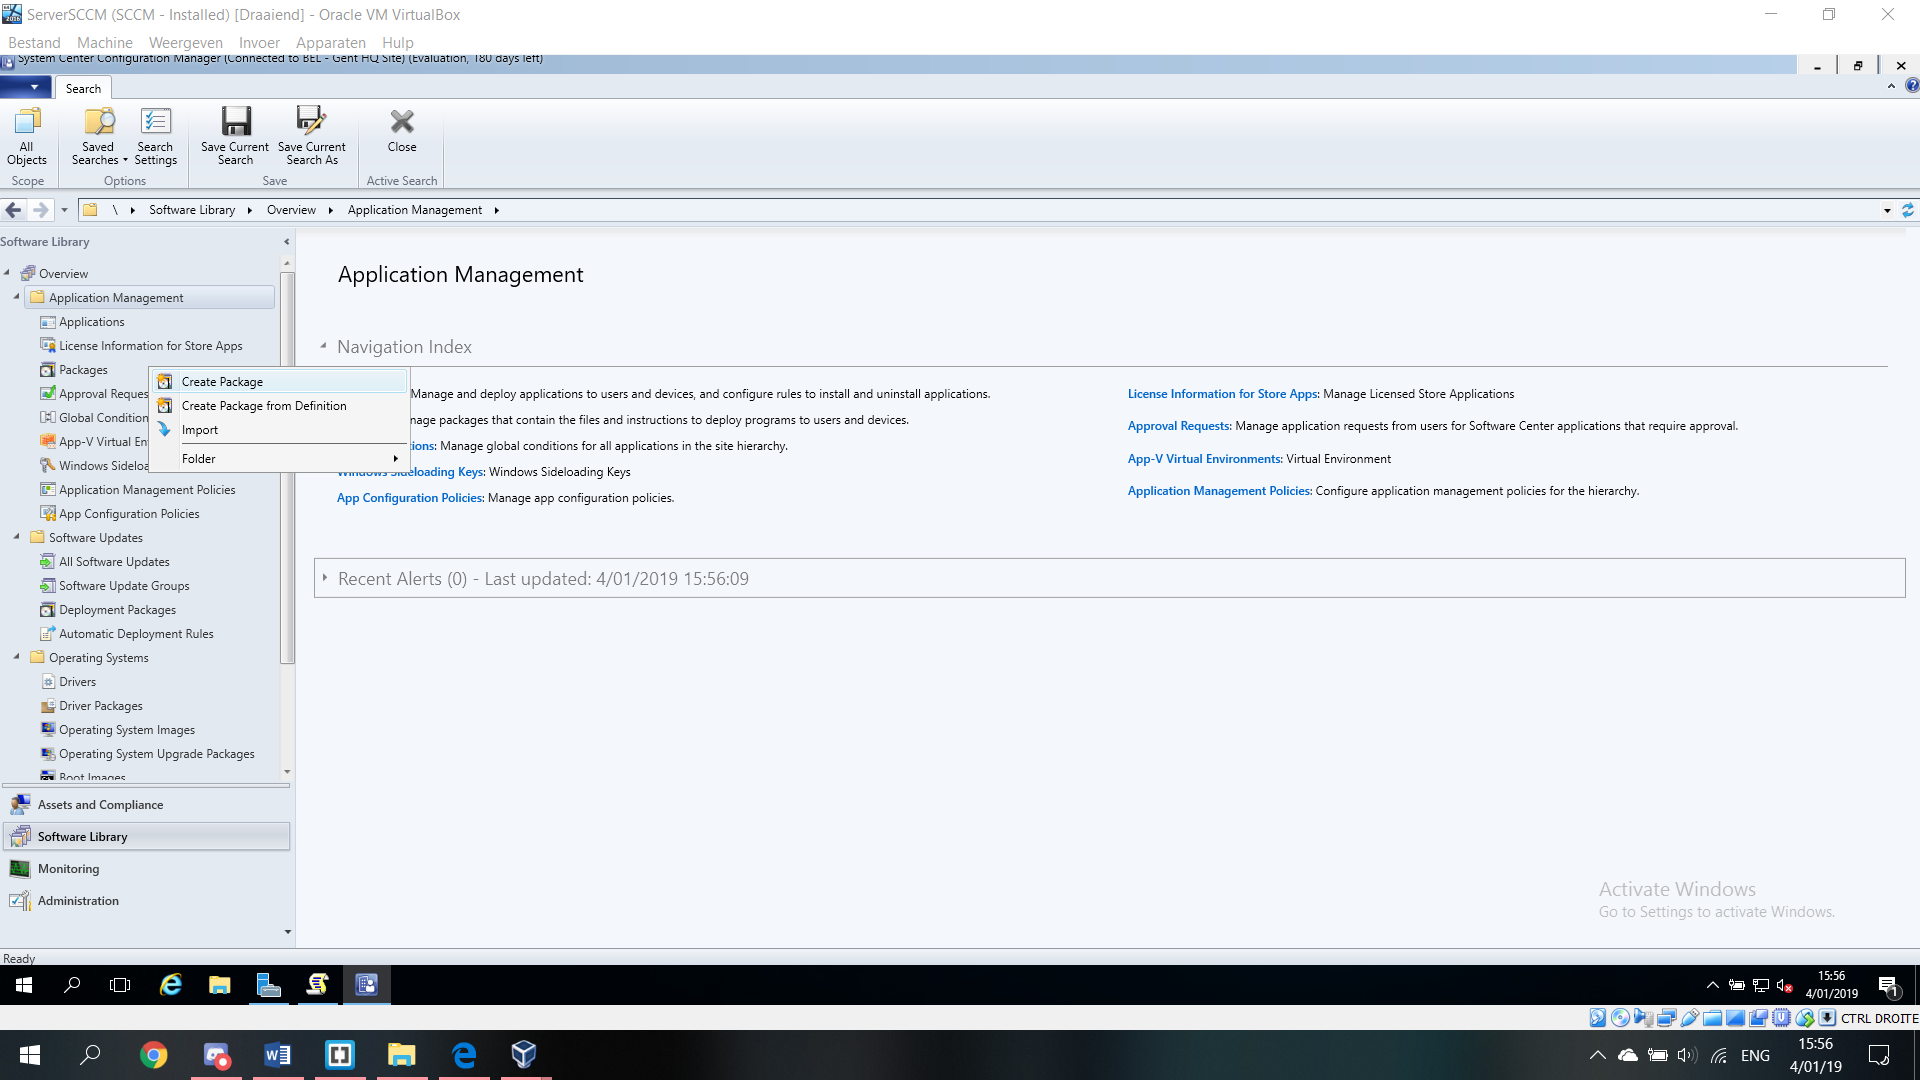 ServerSCCM (SCCM - Installed) [Draaiend] - Oracle VM VirtualBox
Bestand Machine Weergeven Invoer Apparaten Hulp
System Center Configuration Manager (Connected to BEL - Gent HQ Site) (Evaluation, 180 days left)
Search
All Objects
Saved Searches
Search Settings
Save Current Search
Save Current Search As
Close
Scope Options Save Active Search
\ Software Library Overview Application Management
Software Library
Overview
Application Management
Applications
License Information for Store Apps
Packages
Approval Reques
Global Condition
App-V Virtual En
Windows Sideloa
Application Management Policies
App Configuration Policies
Software Updates
All Software Updates
Software Update Groups
Deployment Packages
Automatic Deployment Rules
Operating Systems
Drivers
Driver Packages
Operating System Images
Operating System Upgrade Packages
Boot Images
Assets and Compliance
Software Library
Monitoring
Administration
Create Package
Create Package from Definition
Import
Folder
Application Management
Navigation Index
Manage and deploy applications to users and devices, and configure rules to install and uninstall applications.
nage packages that contain the files and instructions to deploy programs to users and devices.
tions: Manage global conditions for all applications in the site hierarchy.
Windows Sideloading Keys: Windows Sideloading Keys
App Configuration Policies: Manage app configuration policies.
License Information for Store Apps: Manage Licensed Store Applications
Approval Requests: Manage application requests from users for Software Center applications that require approval.
App-V Virtual Environments: Virtual Environment
Application Management Policies: Configure application management policies for the hierarchy.
Recent Alerts (0) - Last updated: 4/01/2019 15:56:09
Activate Windows
Go to Settings to activate Windows.
Ready
15:56
4/01/2019
1
CTRL DROITE
ENG
15:56
4/01/19